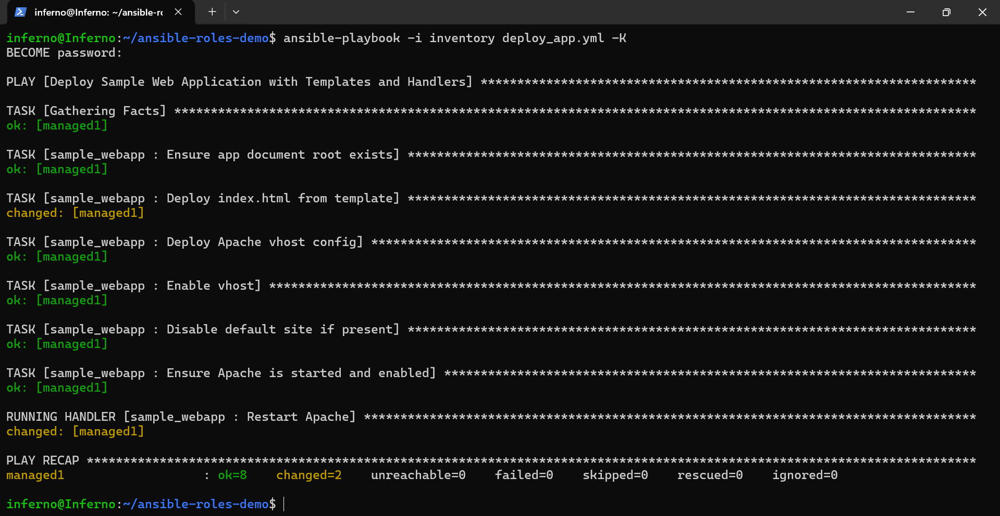 inferno@Inferno: ~/ansible-ro
inferno@Inferno:~/ansible-roles-demo$ ansible-playbook -i inventory deploy_app.yml -K
BECOME password:
PLAY [Deploy Sample Web Application with Templates and Handlers] ********************************************************************
TASK [Gathering Facts] **************************************************************************************************************
ok: [managed1]
TASK [sample_webapp : Ensure app document root exists] ******************************************************************************
ok: [managed1]
TASK [sample_webapp : Deploy index.html from template] ******************************************************************************
changed: [managed1]
TASK [sample_webapp : Deploy Apache vhost config] ***********************************************************************************
ok: [managed1]
TASK [sample_webapp : Enable vhost] *************************************************************************************************
ok: [managed1]
TASK [sample_webapp : Disable default site if present] ******************************************************************************
ok: [managed1]
TASK [sample_webapp : Ensure Apache is started and enabled] *************************************************************************
ok: [managed1]
RUNNING HANDLER [sample_webapp : Restart Apache] ************************************************************************************
changed: [managed1]
PLAY RECAP **************************************************************************************************************************
managed1                   : ok=8    changed=2    unreachable=0    failed=0    skipped=0    rescued=0    ignored=0
inferno@Inferno:~/ansible-roles-demo$